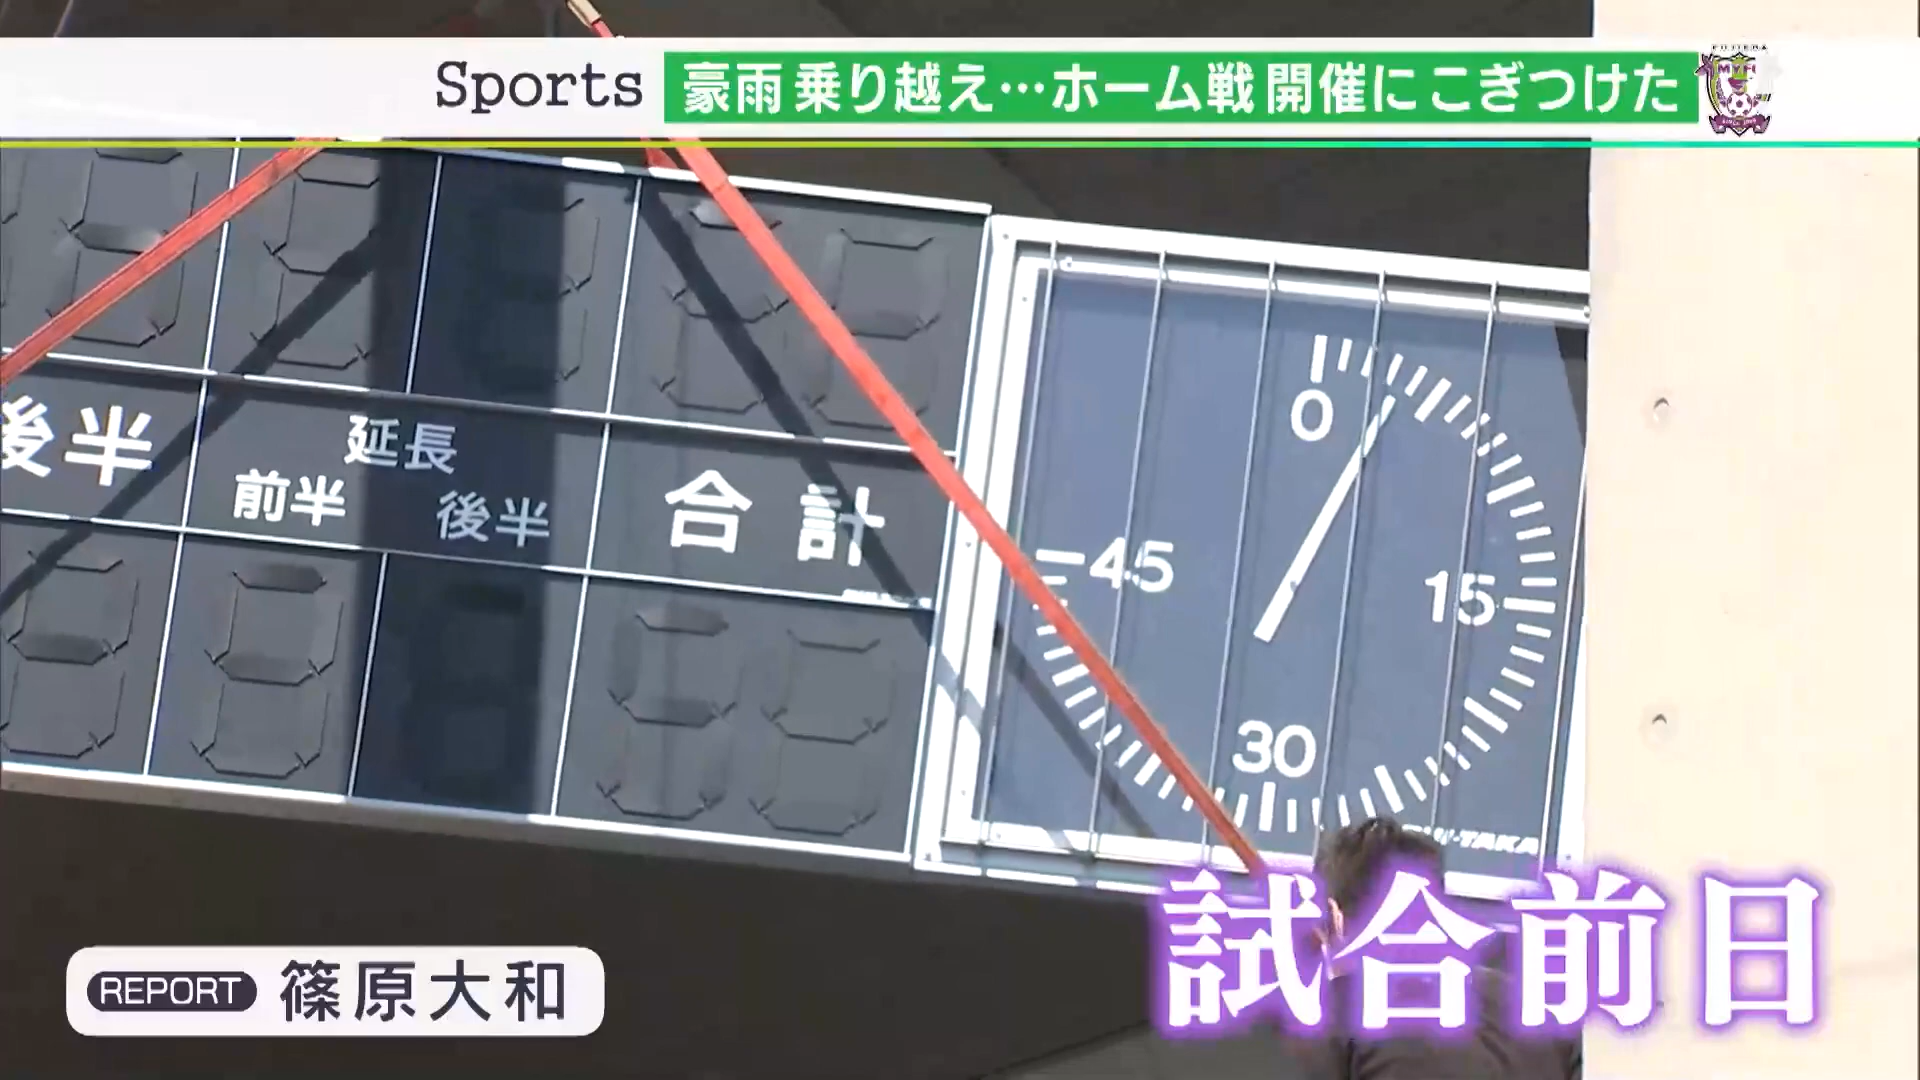 Sports 豪雨 乗り越え…ホーム戦 開催に こぎつけた
MYFC
後半
延長
前半 後半
合計
0
45
15
30
試合前日
REPORT 篠原大和